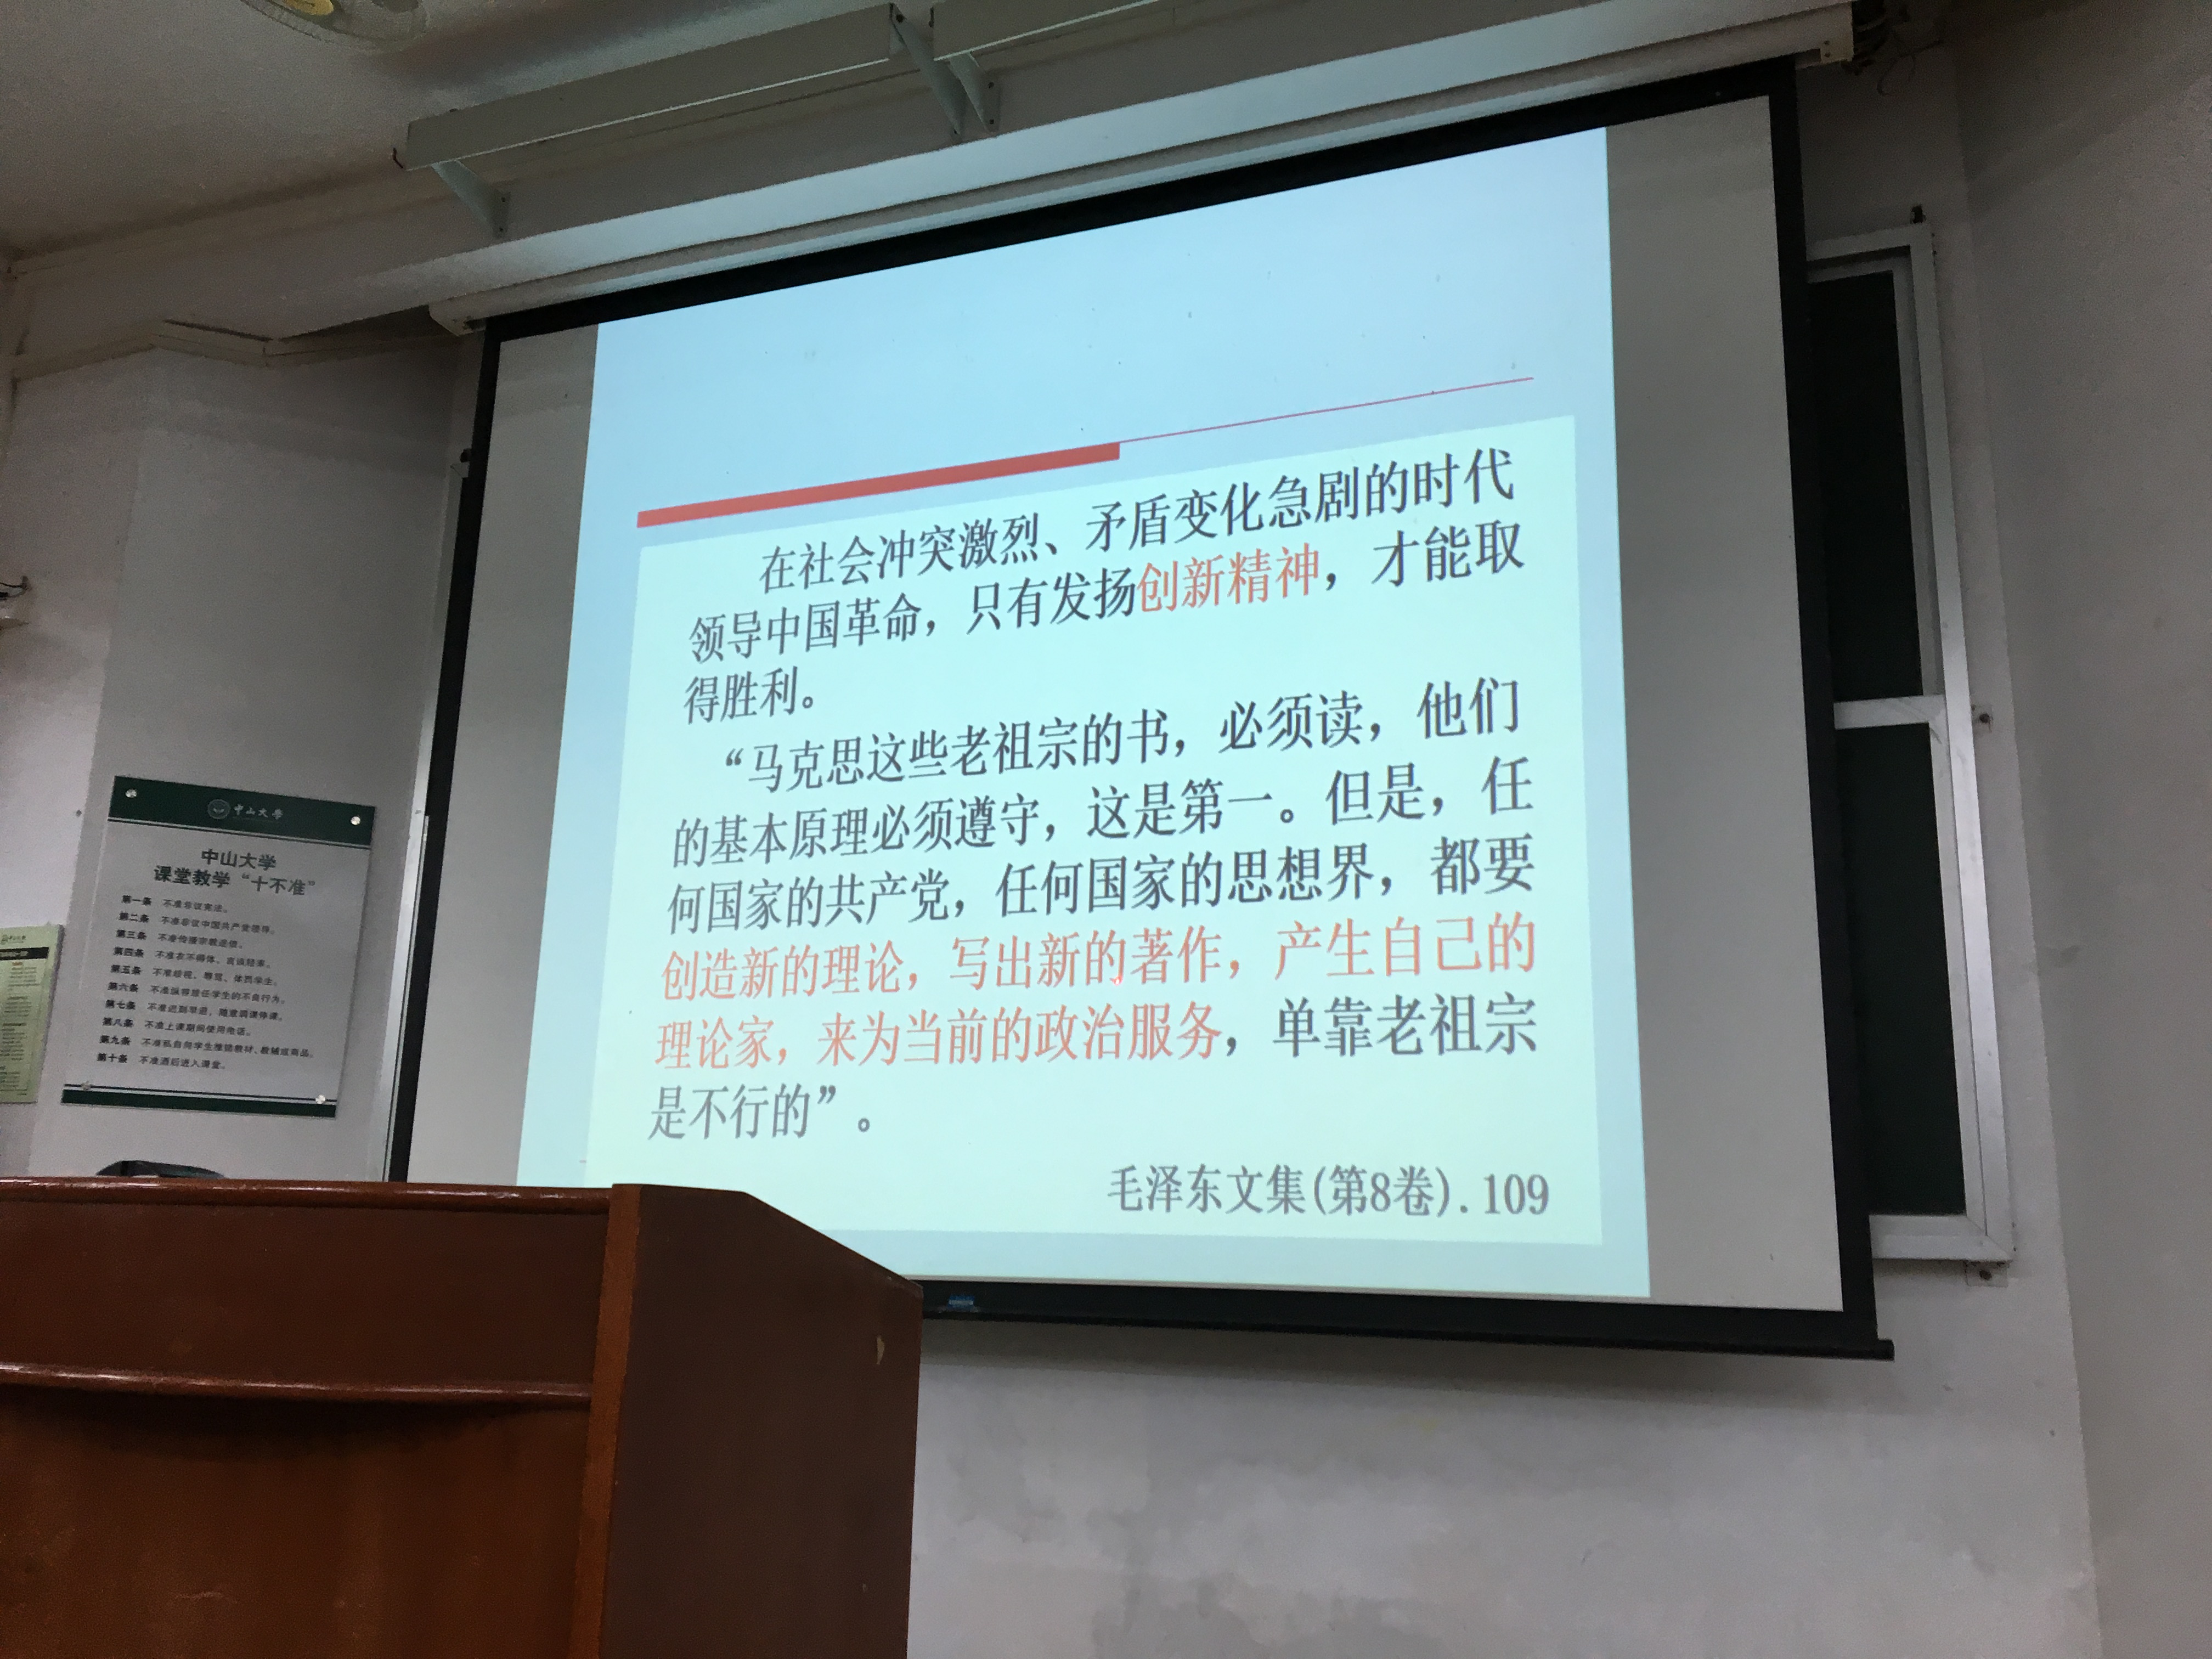 在社会冲突激烈、矛盾变化急剧的时代
领导中国革命，只有发扬创新精神，才能取
得胜利。
“马克思这些老祖宗的书，必须读，他们
的基本原理必须遵守，这是第一。但是，任
何国家的共产党，任何国家的思想界，都要
创造新的理论，写出新的著作，产生自己的
理论家，来为当前的政治服务，单靠老祖宗
是不行的”。
毛泽东文集(第8卷).109
中山大学
中山大学
课堂教学“十不准”
第一条 不准非议宪法。
第二条 不准非议中国共产党领导。
第三条 不准传播宗教迷信。
第四条 不准衣不得体、言谈陋率。
第五条 不准歧视、辱骂、体罚学生。
第六条 不准纵容放任学生的不良行为。
第七条 不准迟到早退，随意调课停课。
第八条 不准上课期间使用电话。
第九条 不准私自向学生推销教材、教辅或商品。
第十条 不准酒后进入课堂。